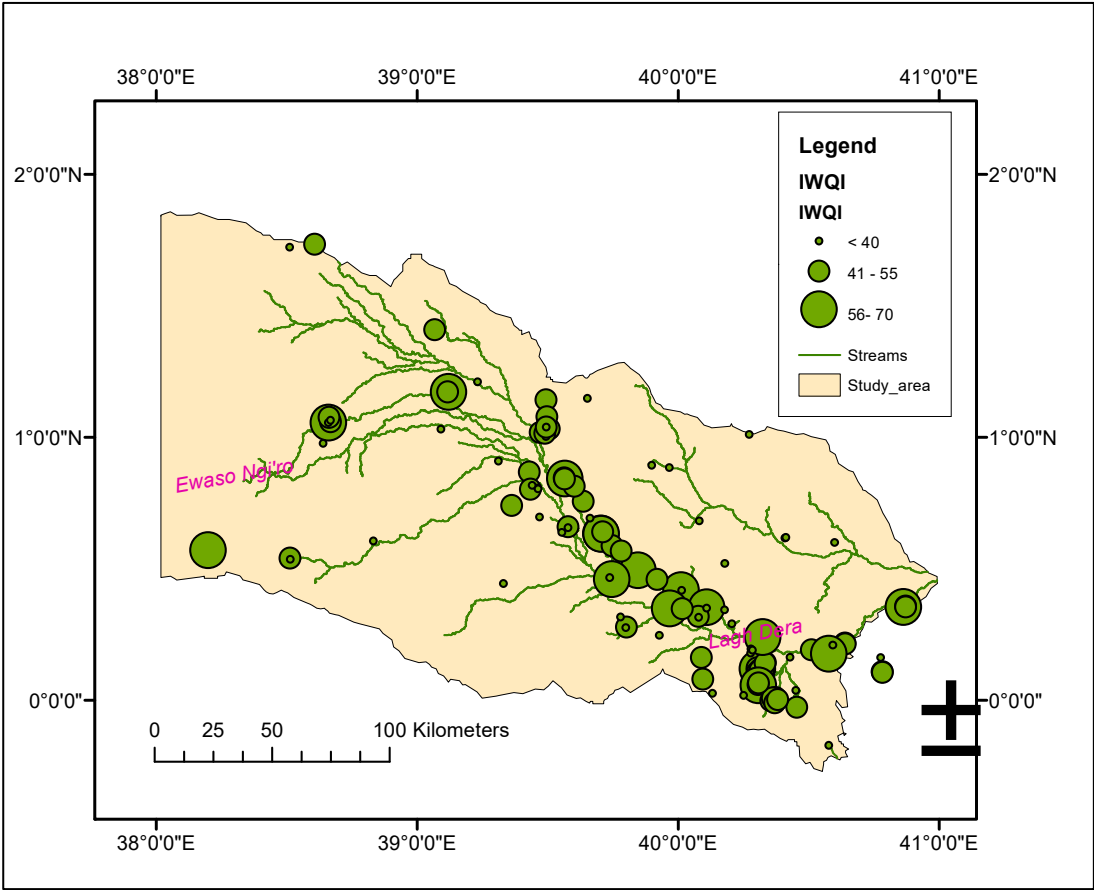 38°0'0"E 39°0'0"E 40°0'0"E 41°0'0"E
Legend
IWQI
IWQI
< 40
41 - 55
56- 70
Streams
Study_area
2°0'0"N 2°0'0"N
1°0'0"N 1°0'0"N
Ewaso Ngi'ro
Lagh Dera
0°0'0" 0°0'0"
0 25 50 100 Kilometers
38°0'0"E 39°0'0"E 40°0'0"E 41°0'0"E